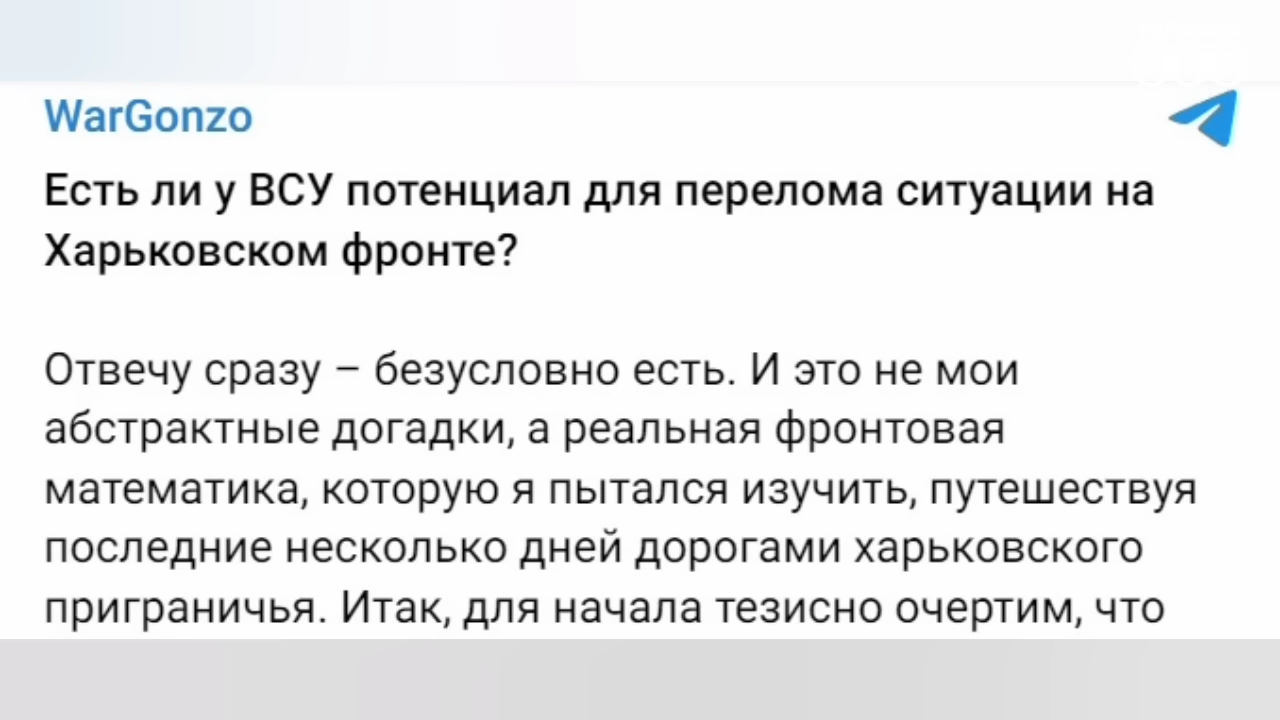 WarGonzo
Есть ли у ВСУ потенциал для перелома ситуации на
Харьковском фронте?
Отвечу сразу – безусловно есть. И это не мои
абстрактные догадки, а реальная фронтовая
математика, которую я пытался изучить, путешествуя
последние несколько дней дорогами харьковского
приграничья. Итак, для начала тезисно очертим, что